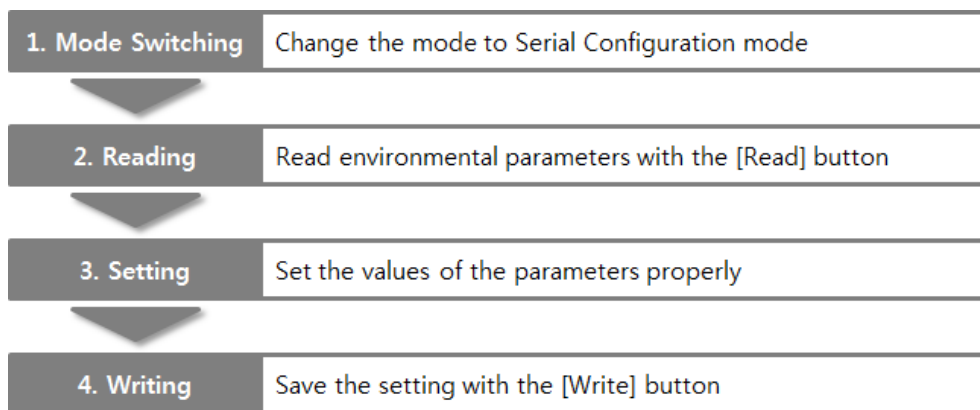 1. Mode Switching
Change the mode to Serial Configuration mode
2. Reading
Read environmental parameters with the [Read] button
3. Setting
Set the values of the parameters properly
4. Writing
Save the setting with the [Write] button